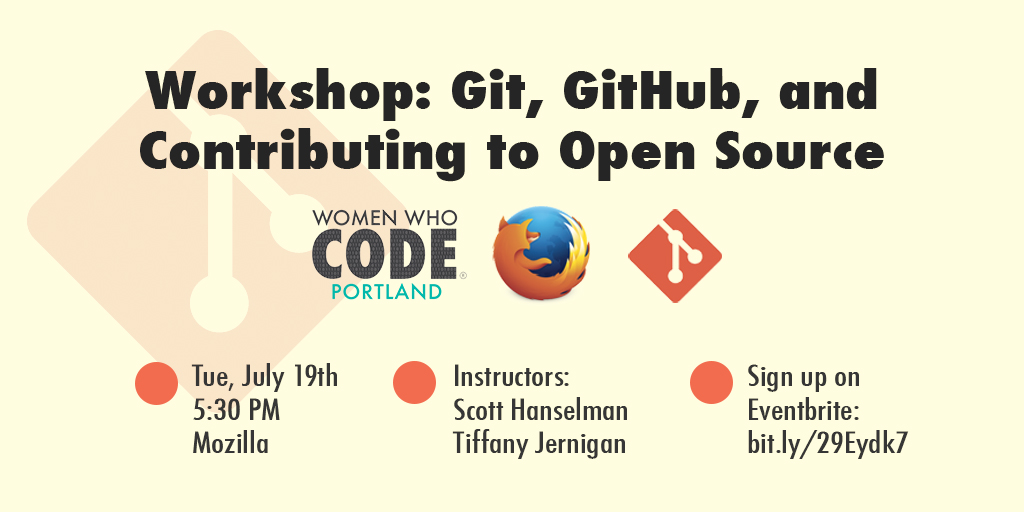 Workshop: Git, GitHub, and
Contributing to Open Source
WOMEN WHO
CODE®
PORTLAND
Tue, July 19th
5:30 PM
Mozilla
Instructors:
Scott Hanselman
Tiffany Jernigan
Sign up on
Eventbrite:
bit.ly/29Eydk7